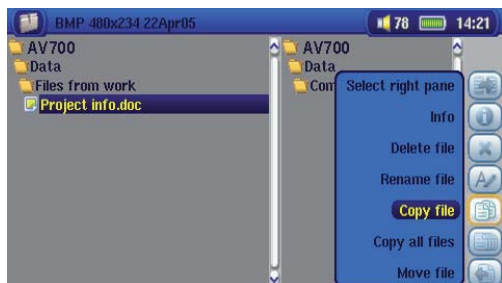 BMP 480x234 22Apr05 78 14:21
AV700
Data
Files from work
Project info.doc
AV700
Data
Select right pane
Info
Delete file
Rename file
Copy file
Copy all files
Move file